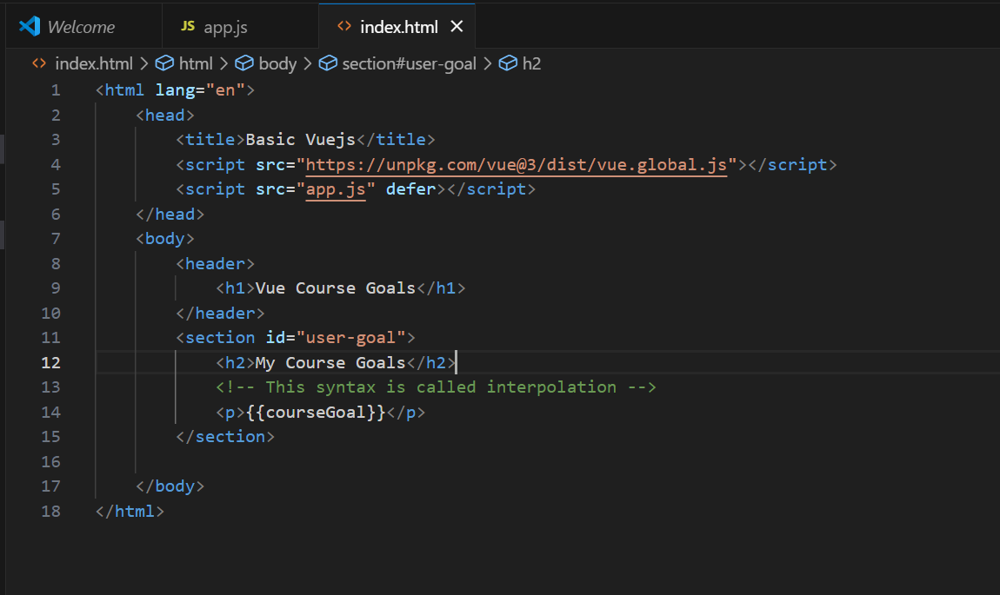 Welcome JS app.js <> index.html ×
<> index.html > html > body > section#user-goal > h2
1 <html lang="en">
2     <head>
3         <title>Basic Vuejs</title>
4         <script src="https://unpkg.com/vue@3/dist/vue.global.js"></script>
5         <script src="app.js" defer></script>
6     </head>
7     <body>
8         <header>
9             <h1>Vue Course Goals</h1>
10         </header>
11         <section id="user-goal">
12             <h2>My Course Goals</h2>
13             <!-- This syntax is called interpolation -->
14             <p>{{courseGoal}}</p>
15         </section>
16
17     </body>
18 </html>